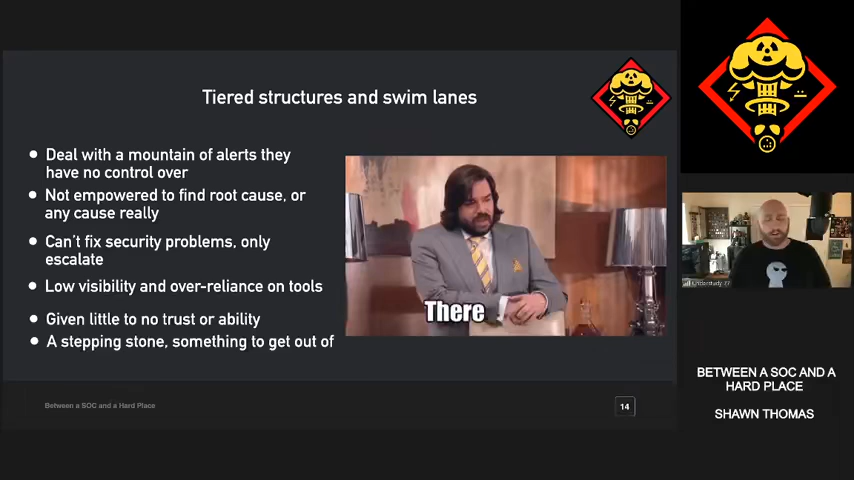 Tiered structures and swim lanes
Deal with a mountain of alerts they
have no control over
Not empowered to find root cause, or
any cause really
Can't fix security problems, only
escalate
Low visibility and over-reliance on tools
Given little to no trust or ability
A stepping stone, something to get out of
There
Between a SOC and a Hard Place
14
BETWEEN A SOC AND A
HARD PLACE
SHAWN THOMAS